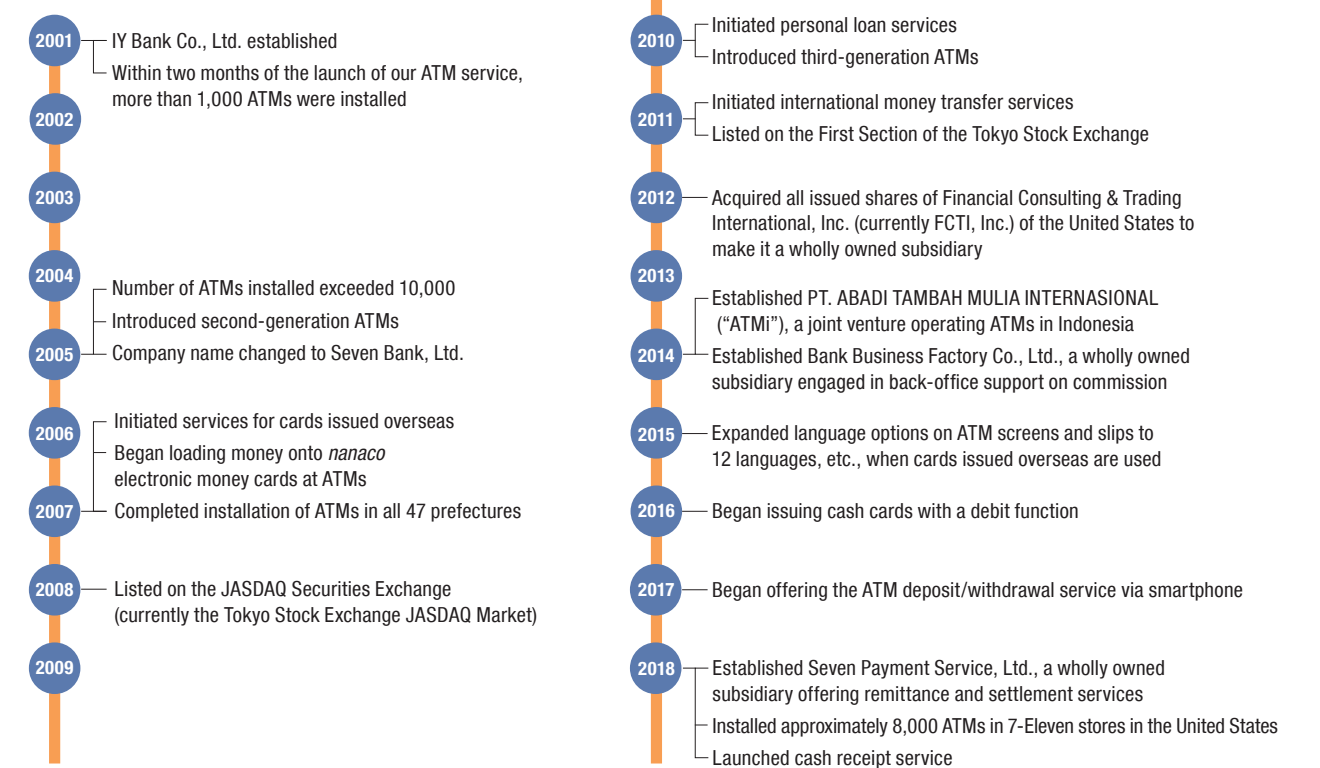 2001
IY Bank Co., Ltd. established
Within two months of the launch of our ATM service,
more than 1,000 ATMs were installed
2002
2003
2004
Number of ATMs installed exceeded 10,000
Introduced second-generation ATMs
2005
Company name changed to Seven Bank, Ltd.
2006
Initiated services for cards issued overseas
Began loading money onto nanaco
electronic money cards at ATMs
2007
Completed installation of ATMs in all 47 prefectures
2008
Listed on the JASDAQ Securities Exchange
(currently the Tokyo Stock Exchange JASDAQ Market)
2009
2010
Initiated personal loan services
Introduced third-generation ATMs
2011
Initiated international money transfer services
Listed on the First Section of the Tokyo Stock Exchange
2012
Acquired all issued shares of Financial Consulting & Trading
International, Inc. (currently FCTI, Inc.) of the United States to
make it a wholly owned subsidiary
2013
Established PT. ABADI TAMBAH MULIA INTERNASIONAL
(“ATMi”), a joint venture operating ATMs in Indonesia
2014
Established Bank Business Factory Co., Ltd., a wholly owned
subsidiary engaged in back-office support on commission
2015
Expanded language options on ATM screens and slips to
12 languages, etc., when cards issued overseas are used
2016
Began issuing cash cards with a debit function
2017
Began offering the ATM deposit/withdrawal service via smartphone
2018
Established Seven Payment Service, Ltd., a wholly owned
subsidiary offering remittance and settlement services
Installed approximately 8,000 ATMs in 7-Eleven stores in the United States
Launched cash receipt service